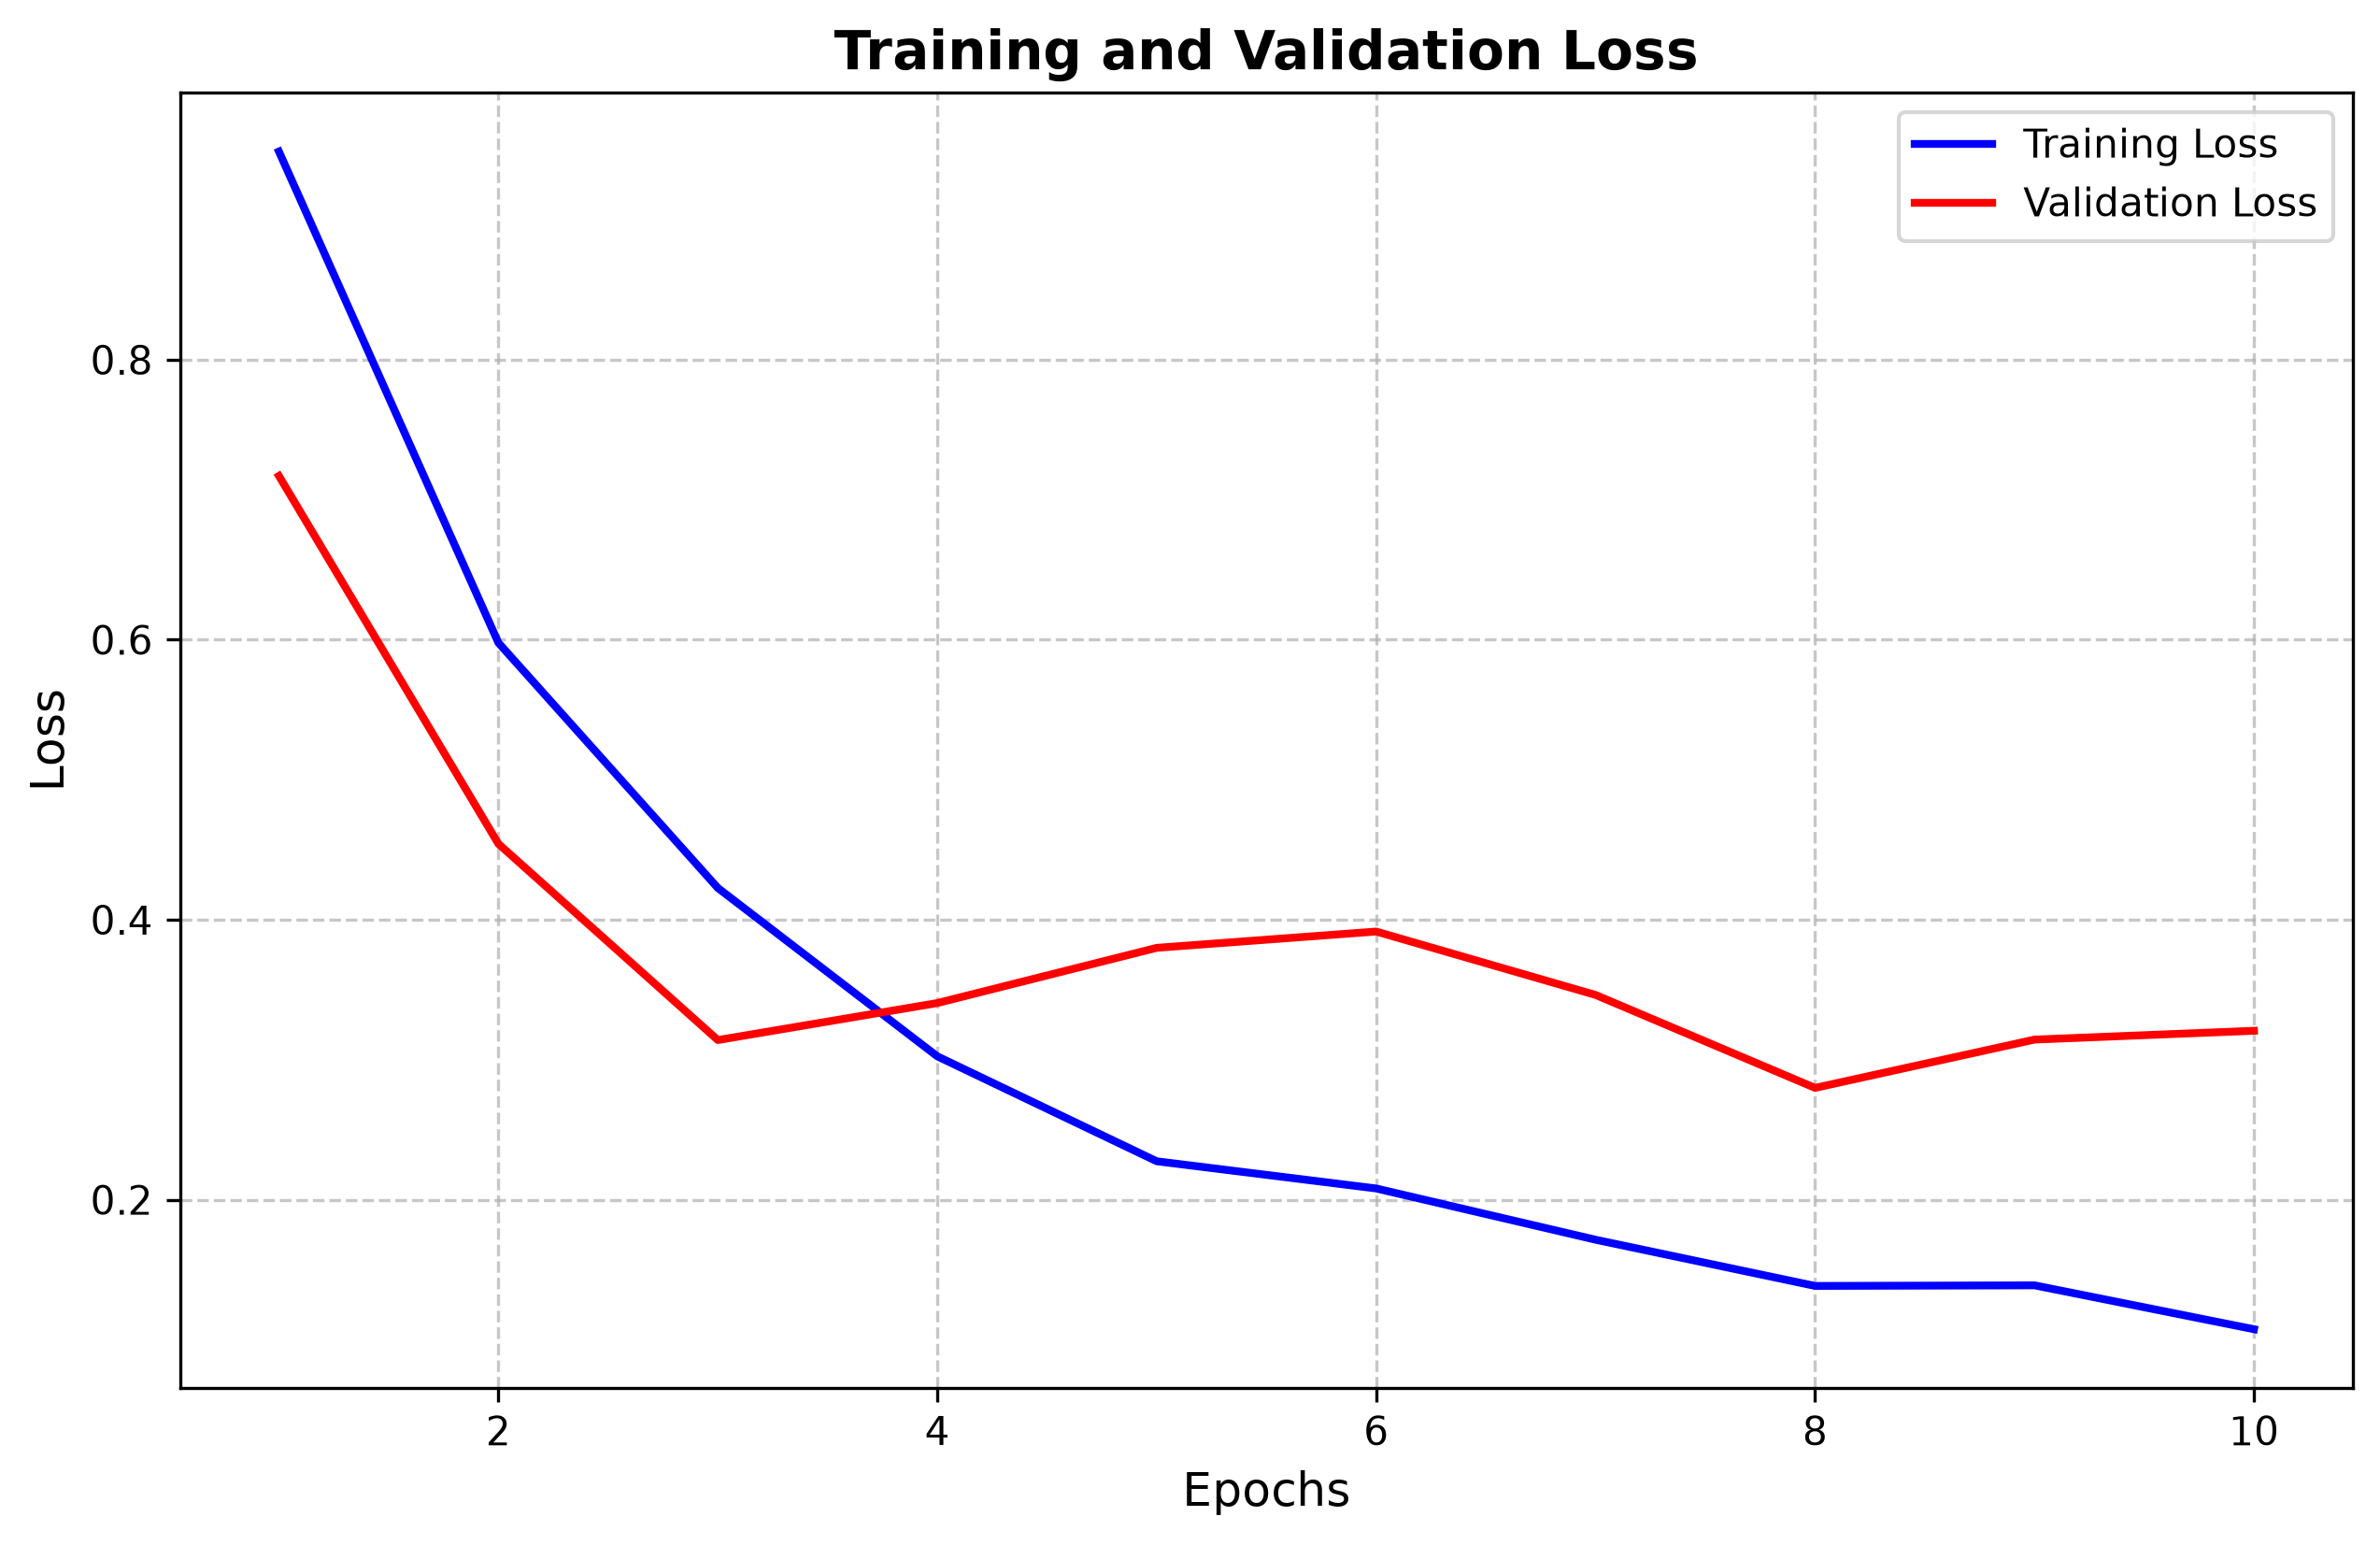 Training and Validation Loss
Training Loss
Validation Loss
Loss
0.8
0.6
0.4
0.2
2 4 6 8 10
Epochs